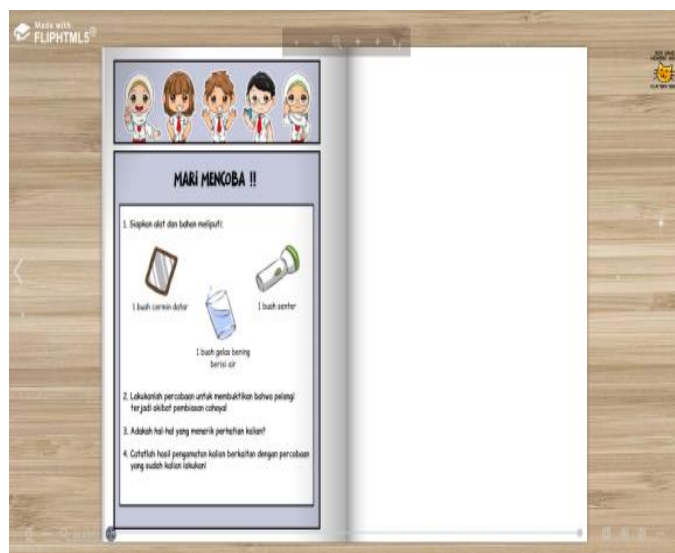 Made with
FLIPHTML5
MARI MENCOBA !!
1. Siapkan alat dan bahan meliputi:
1 buah cermin datar
1 buah senter
1 buah gelas bening
berisi air
2. Lakukanlah percobaan untuk membuktikan bahwa pelangi
terjadi akibat pembiasan cahaya!
3. Adakah hal-hal yang menarik perhatian kalian?
4. Catatlah hasil pengamatan kalian berkaitan dengan percobaan
yang sudah kalian lakukan!